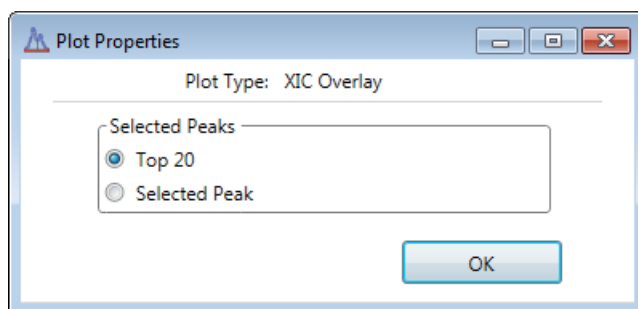 Plot Properties
Plot Type: XIC Overlay
Selected Peaks
Top 20
Selected Peak
OK